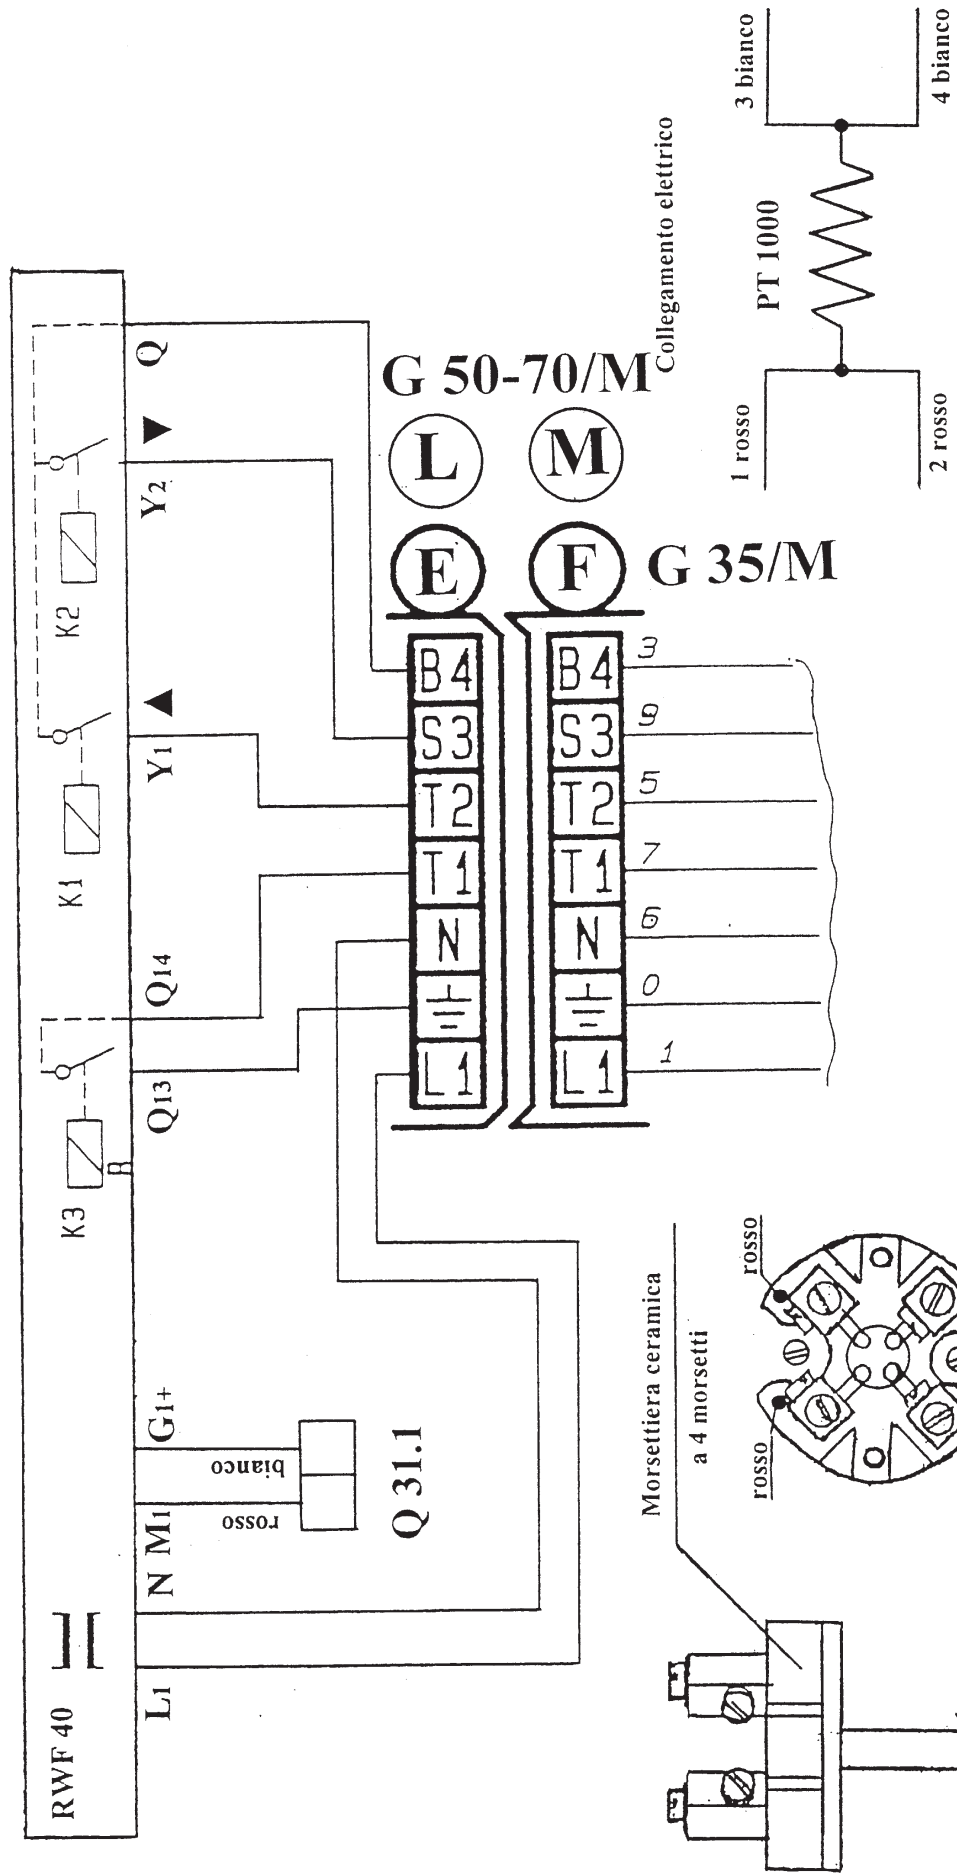 RWF 40
K3
K1
K2
L1
N
M1
G1+
Q13
Q14
Y1
Y2
Q
rosso
bianco
Q 31.1
L1
N
T1
T2
S3
B4
E
L
G 50-70/M
L1
N
T1
T2
S3
B4
F
M
G 35/M
1
0
6
7
5
9
3
Morsettiera ceramica
a 4 morsetti
rosso
rosso
Collegamento elettrico
1 rosso
2 rosso
PT 1000
3 bianco
4 bianco